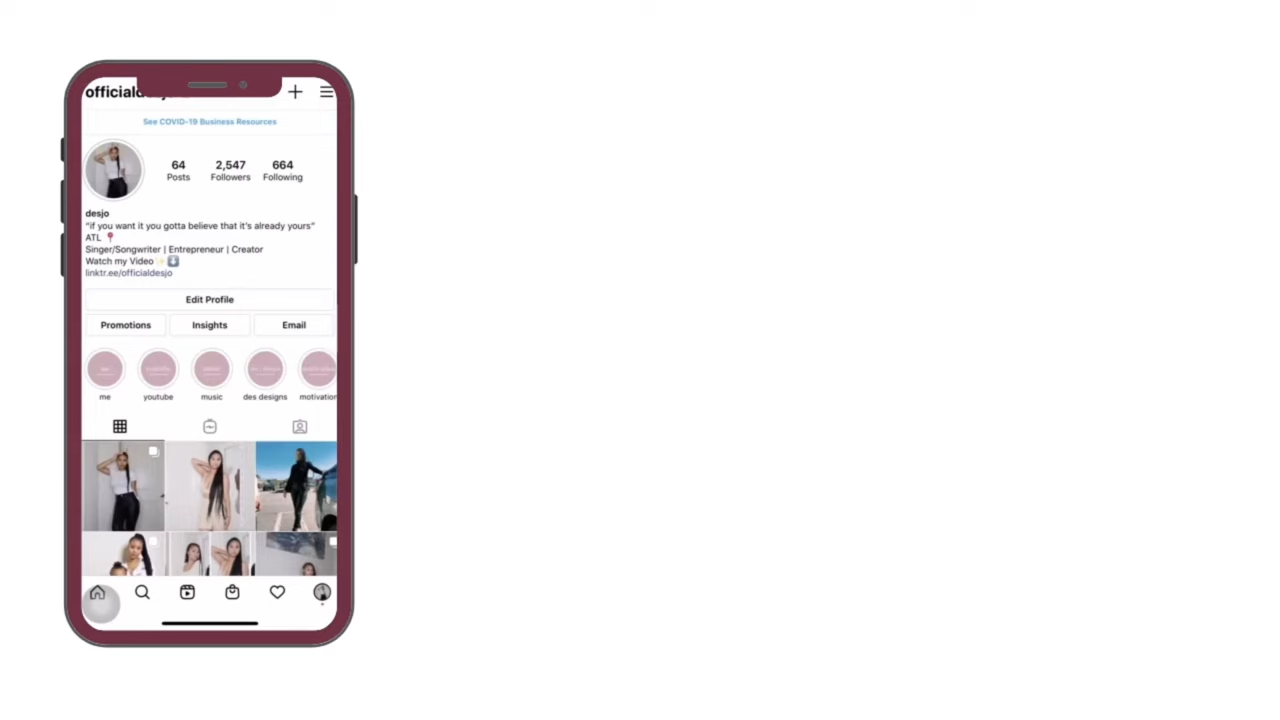 See COVID-19 Business Resources
64 2,547 664
Posts Followers Following
desjo
"if you want it you gotta believe that it's already yours"
ATL
Singer/Songwriter | Entrepreneur | Creator
Watch my Video
linktr.ee/officialdesjo
Edit Profile
Promotions Insights Email
me youtube music des designs motivation